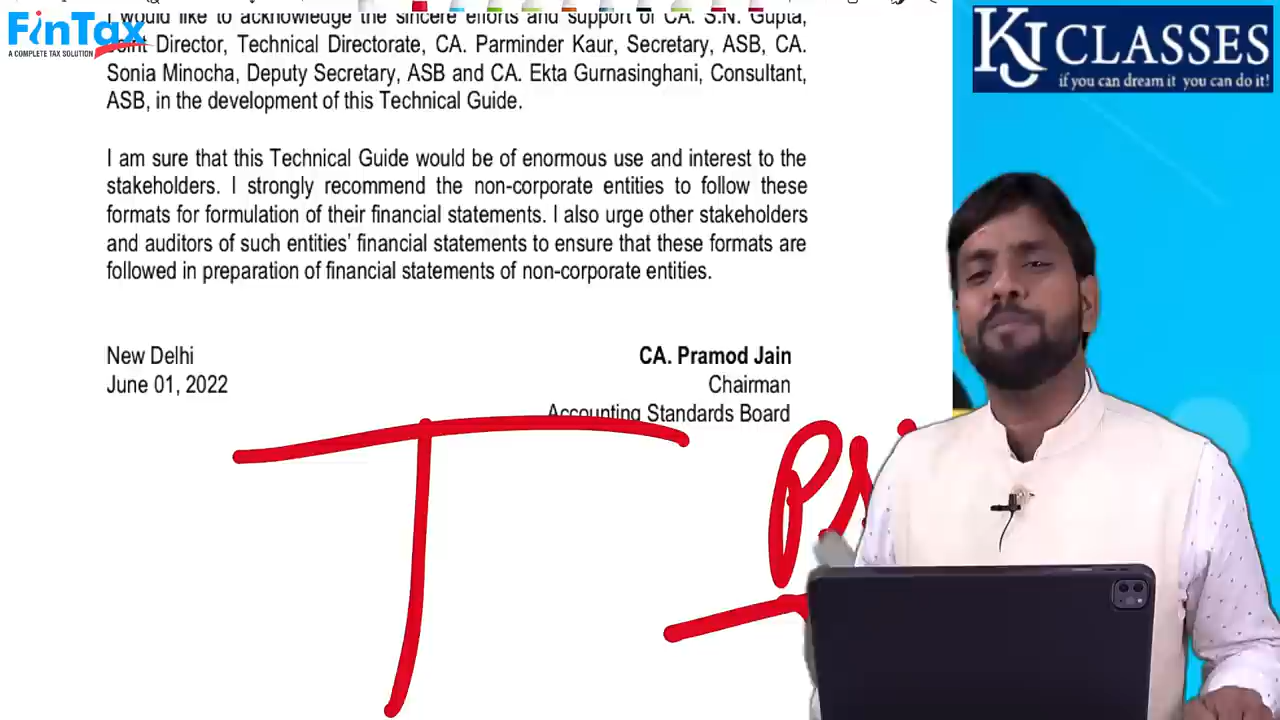 FinTax
A COMPLETE TAX SOLUTION
KJ CLASSES
if you can dream it you can do it!
I would like to acknowledge the sincere efforts and support of CA. S.N. Gupta,
Joint Director, Technical Directorate, CA. Parminder Kaur, Secretary, ASB, CA.
Sonia Minocha, Deputy Secretary, ASB and CA. Ekta Gurnasinghani, Consultant,
ASB, in the development of this Technical Guide.
I am sure that this Technical Guide would be of enormous use and interest to the
stakeholders. I strongly recommend the non-corporate entities to follow these
formats for formulation of their financial statements. I also urge other stakeholders
and auditors of such entities' financial statements to ensure that these formats are
followed in preparation of financial statements of non-corporate entities.
New Delhi
CA. Pramod Jain
June 01, 2022
Chairman
Accounting Standards Board
T